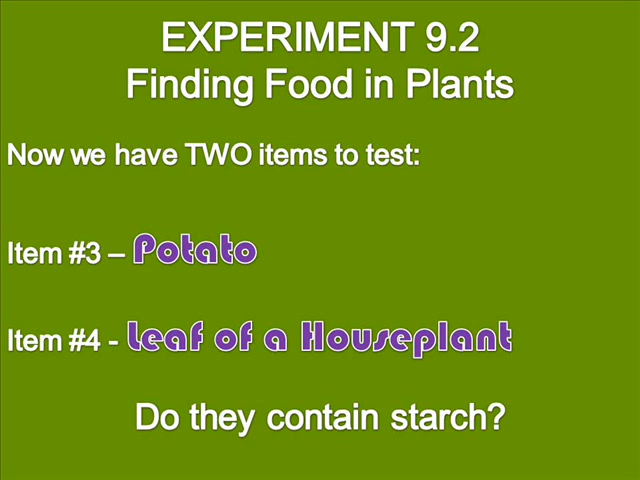 EXPERIMENT 9.2
Finding Food in Plants
Now we have TWO items to test:
Item #3 – Potato
Item #4 - Leaf of a Houseplant
Do they contain starch?